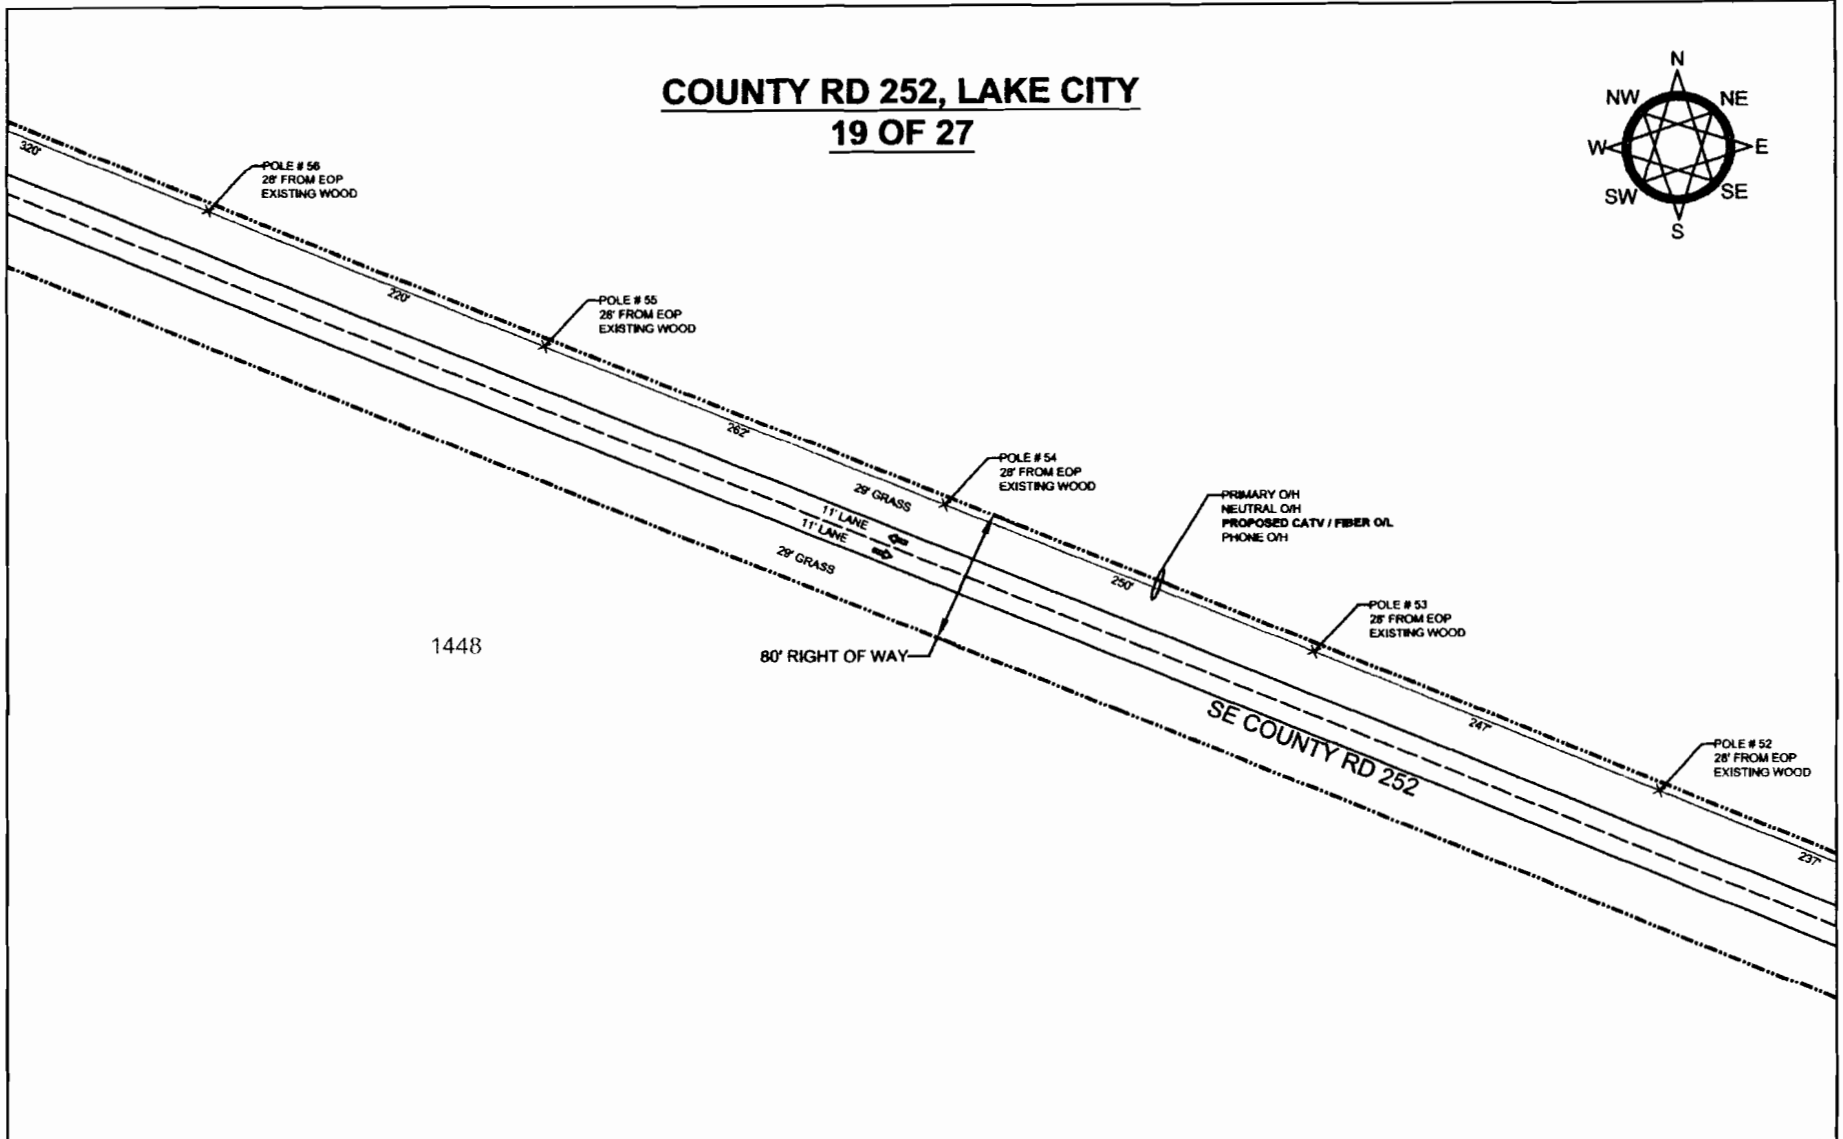 COUNTY RD 252, LAKE CITY
19 OF 27
N
NW
NE
W
E
SW
SE
S
320'
POLE # 56
28' FROM EOP
EXISTING WOOD
220'
POLE # 55
28' FROM EOP
EXISTING WOOD
262'
POLE # 54
28' FROM EOP
EXISTING WOOD
29' GRASS
11' LANE
11' LANE
29' GRASS
PRIMARY O/H
NEUTRAL O/H
PROPOSED CATV / FIBER O/L
PHONE O/H
250'
POLE # 53
28' FROM EOP
EXISTING WOOD
1448
80' RIGHT OF WAY
SE COUNTY RD 252
247'
POLE # 52
28' FROM EOP
EXISTING WOOD
237'